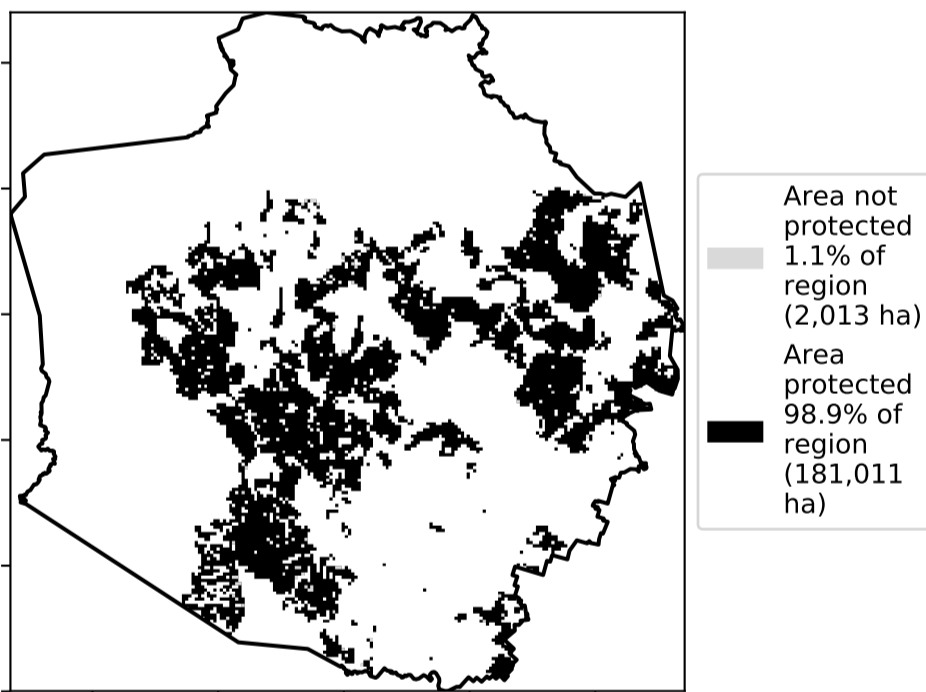 Area not
protected
1.1% of
region
(2,013 ha)
Area
protected
98.9% of
region
(181,011
ha)